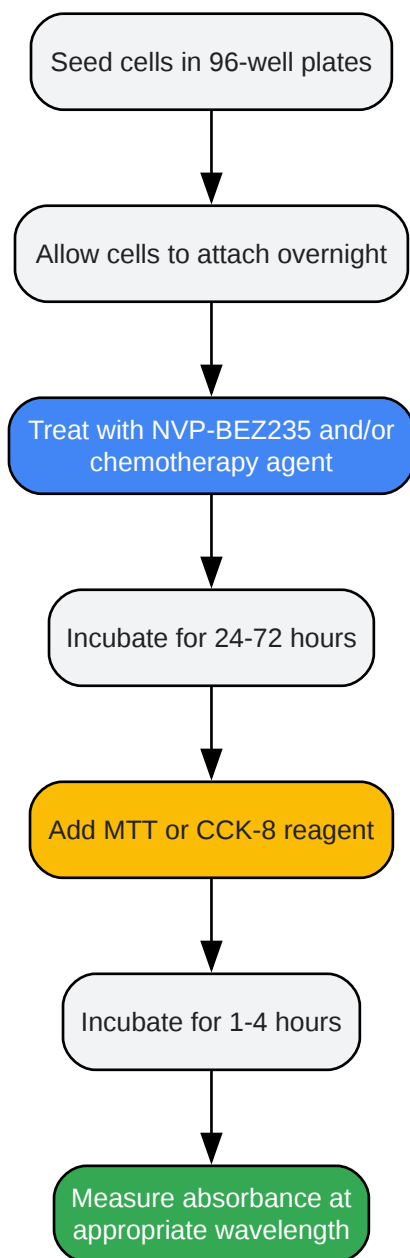 Seed cells in 96-well plates
Allow cells to attach overnight
Treat with NVP-BEZ235 and/or
chemotherapy agent
Incubate for 24-72 hours
Add MTT or CCK-8 reagent
Incubate for 1-4 hours
Measure absorbance at
appropriate wavelength